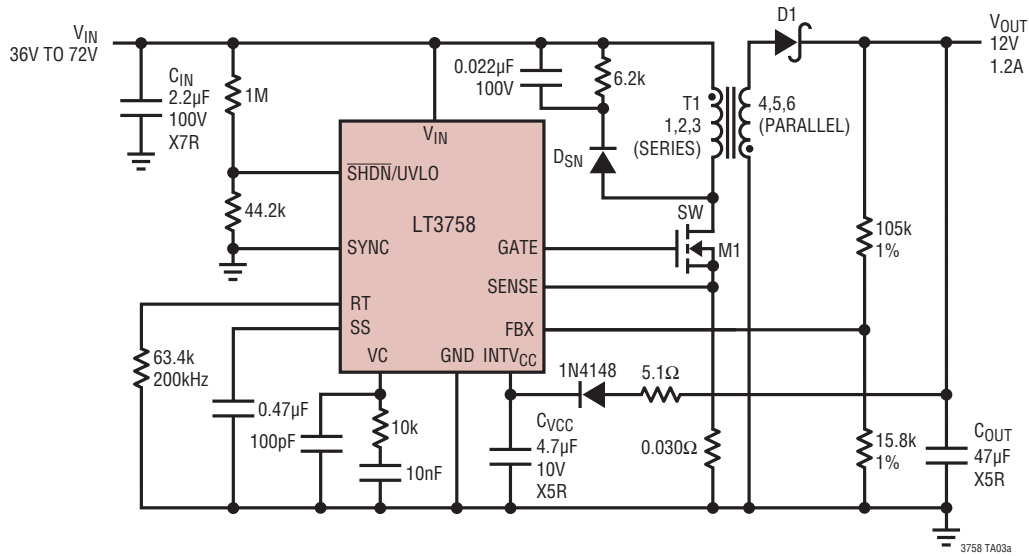 D1
VIN
36V TO 72V
VOUT
12V
1.2A
CIN
2.2µF
100V
X7R
1M
0.022µF
100V
6.2k
T1
1,2,3
(SERIES)
4,5,6
(PARALLEL)
VIN
DSN
SHDN/UVLO
44.2k
LT3758
SW
M1
105k
1%
SYNC
GATE
SENSE
RT
SS
FBX
VC
GND
INTVCC
63.4k
200kHz
1N4148
5.1Ω
0.47µF
100pF
10k
10nF
CVCC
4.7µF
10V
X5R
0.030Ω
15.8k
1%
COUT
47µF
X5R
3758 TA03a